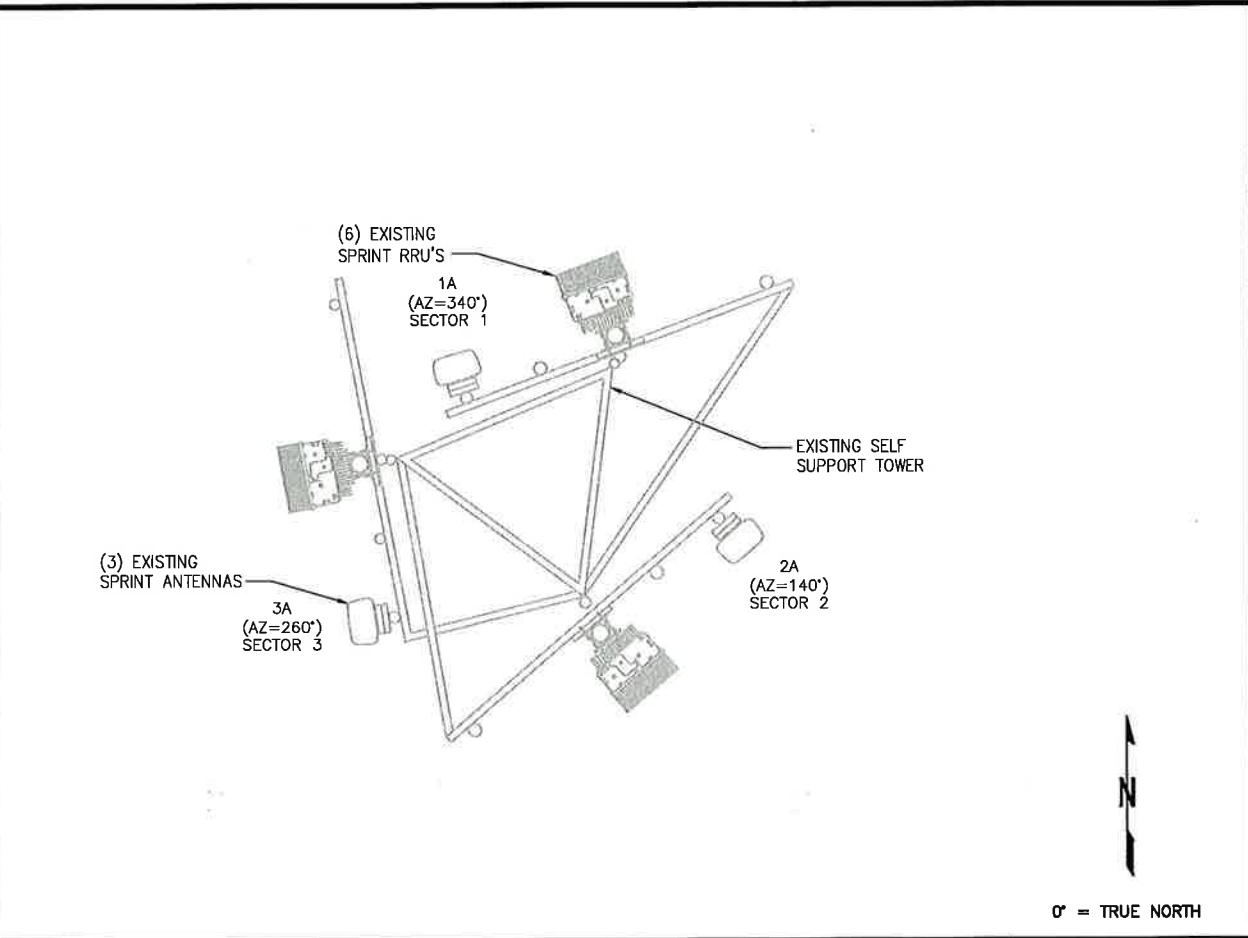 (6) EXISTING
SPRINT RRU'S
1A
(AZ=340°)
SECTOR 1
EXISTING SELF
SUPPORT TOWER
(3) EXISTING
SPRINT ANTENNAS
3A
(AZ=260°)
SECTOR 3
2A
(AZ=140°)
SECTOR 2
N
0° = TRUE NORTH